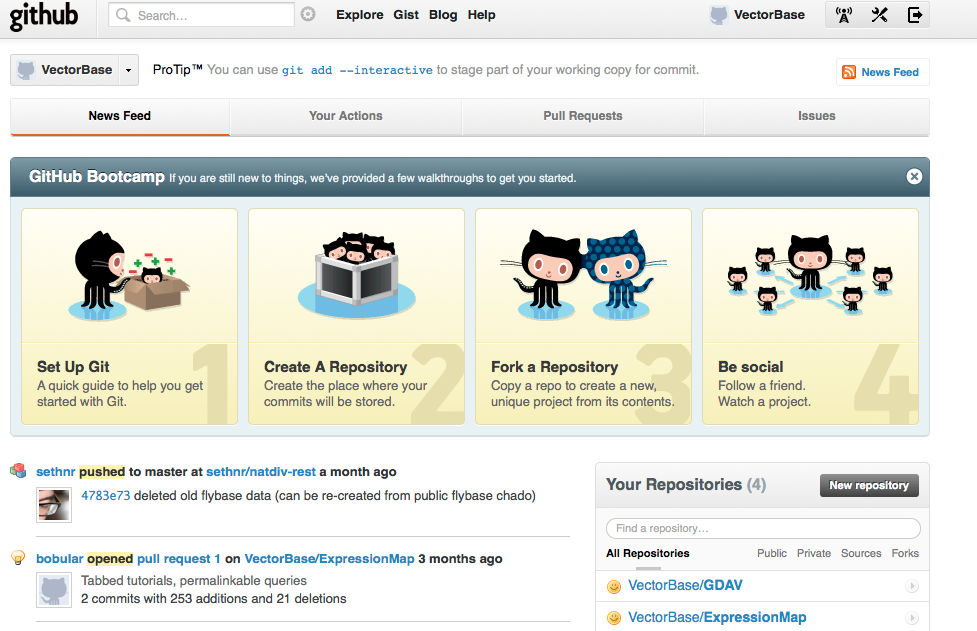 github
Search...
Explore Gist Blog Help
VectorBase
VectorBase
ProTip™ You can use git add --interactive to stage part of your working copy for commit.
News Feed
News Feed
Your Actions
Pull Requests
Issues
GitHub Bootcamp If you are still new to things, we've provided a few walkthroughs to get you started.
1
Set Up Git
A quick guide to help you get
started with Git.
2
Create A Repository
Create the place where your
commits will be stored.
3
Fork a Repository
Copy a repo to create a new,
unique project from its contents.
4
Be social
Follow a friend.
Watch a project.
sethnr pushed to master at sethnr/natdiv-rest a month ago
4783e73 deleted old flybase data (can be re-created from public flybase chado)
bobular opened pull request 1 on VectorBase/ExpressionMap 3 months ago
Tabbed tutorials, permalinkable queries
2 commits with 253 additions and 21 deletions
Your Repositories (4)
New repository
Find a repository...
All Repositories Public Private Sources Forks
VectorBase/GDAV
VectorBase/ExpressionMap